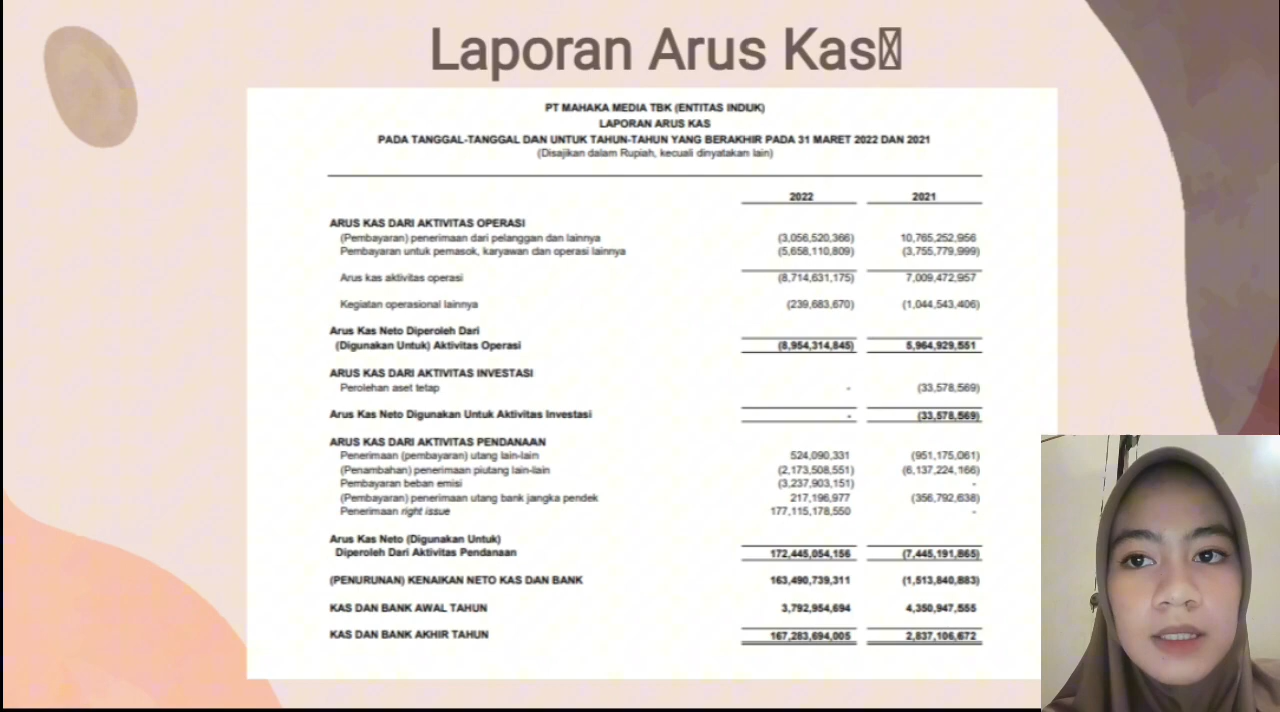 Laporan Arus Kas
PT MAHAKA MEDIA TBK (ENTITAS INDUK)
LAPORAN ARUS KAS
PADA TANGGAL-TANGGAL DAN UNTUK TAHUN-TAHUN YANG BERAKHIR PADA 31 MARET 2022 DAN 2021
(Disajikan dalam Rupiah, kecuali dinyatakan lain)
2022 2021
ARUS KAS DARI AKTIVITAS OPERASI
(Pembayaran) penerimaan dari pelanggan dan lainnya (3,056,520,366) 10,765,252,956
Pembayaran untuk pemasok, karyawan dan operasi lainnya (5,658,110,809) (3,755,779,999)
Arus kas aktivitas operasi (8,714,631,175) 7,009,472,957
Kegiatan operasional lainnya (239,683,670) (1,044,543,406)
Arus Kas Neto Diperoleh Dari
(Digunakan Untuk) Aktivitas Operasi (8,954,314,845) 5,964,929,551
ARUS KAS DARI AKTIVITAS INVESTASI
Perolehan aset tetap - (33,578,569)
Arus Kas Neto Digunakan Untuk Aktivitas Investasi - (33,578,569)
ARUS KAS DARI AKTIVITAS PENDANAAN
Penerimaan (pembayaran) utang lain-lain 524,090,331 (951,175,061)
(Penambahan) penerimaan piutang lain-lain (2,173,508,551) (6,137,224,166)
Pembayaran beban emisi (3,237,903,151) -
(Pembayaran) penerimaan utang bank jangka pendek 217,196,977 (356,792,638)
Penerimaan right issue 177,115,178,550 -
Arus Kas Neto (Digunakan Untuk)
Diperoleh Dari Aktivitas Pendanaan 172,445,054,156 (7,445,191,865)
(PENURUNAN) KENAIKAN NETO KAS DAN BANK 163,490,739,311 (1,513,840,883)
KAS DAN BANK AWAL TAHUN 3,792,954,694 4,350,947,555
KAS DAN BANK AKHIR TAHUN 167,283,694,005 2,837,106,672